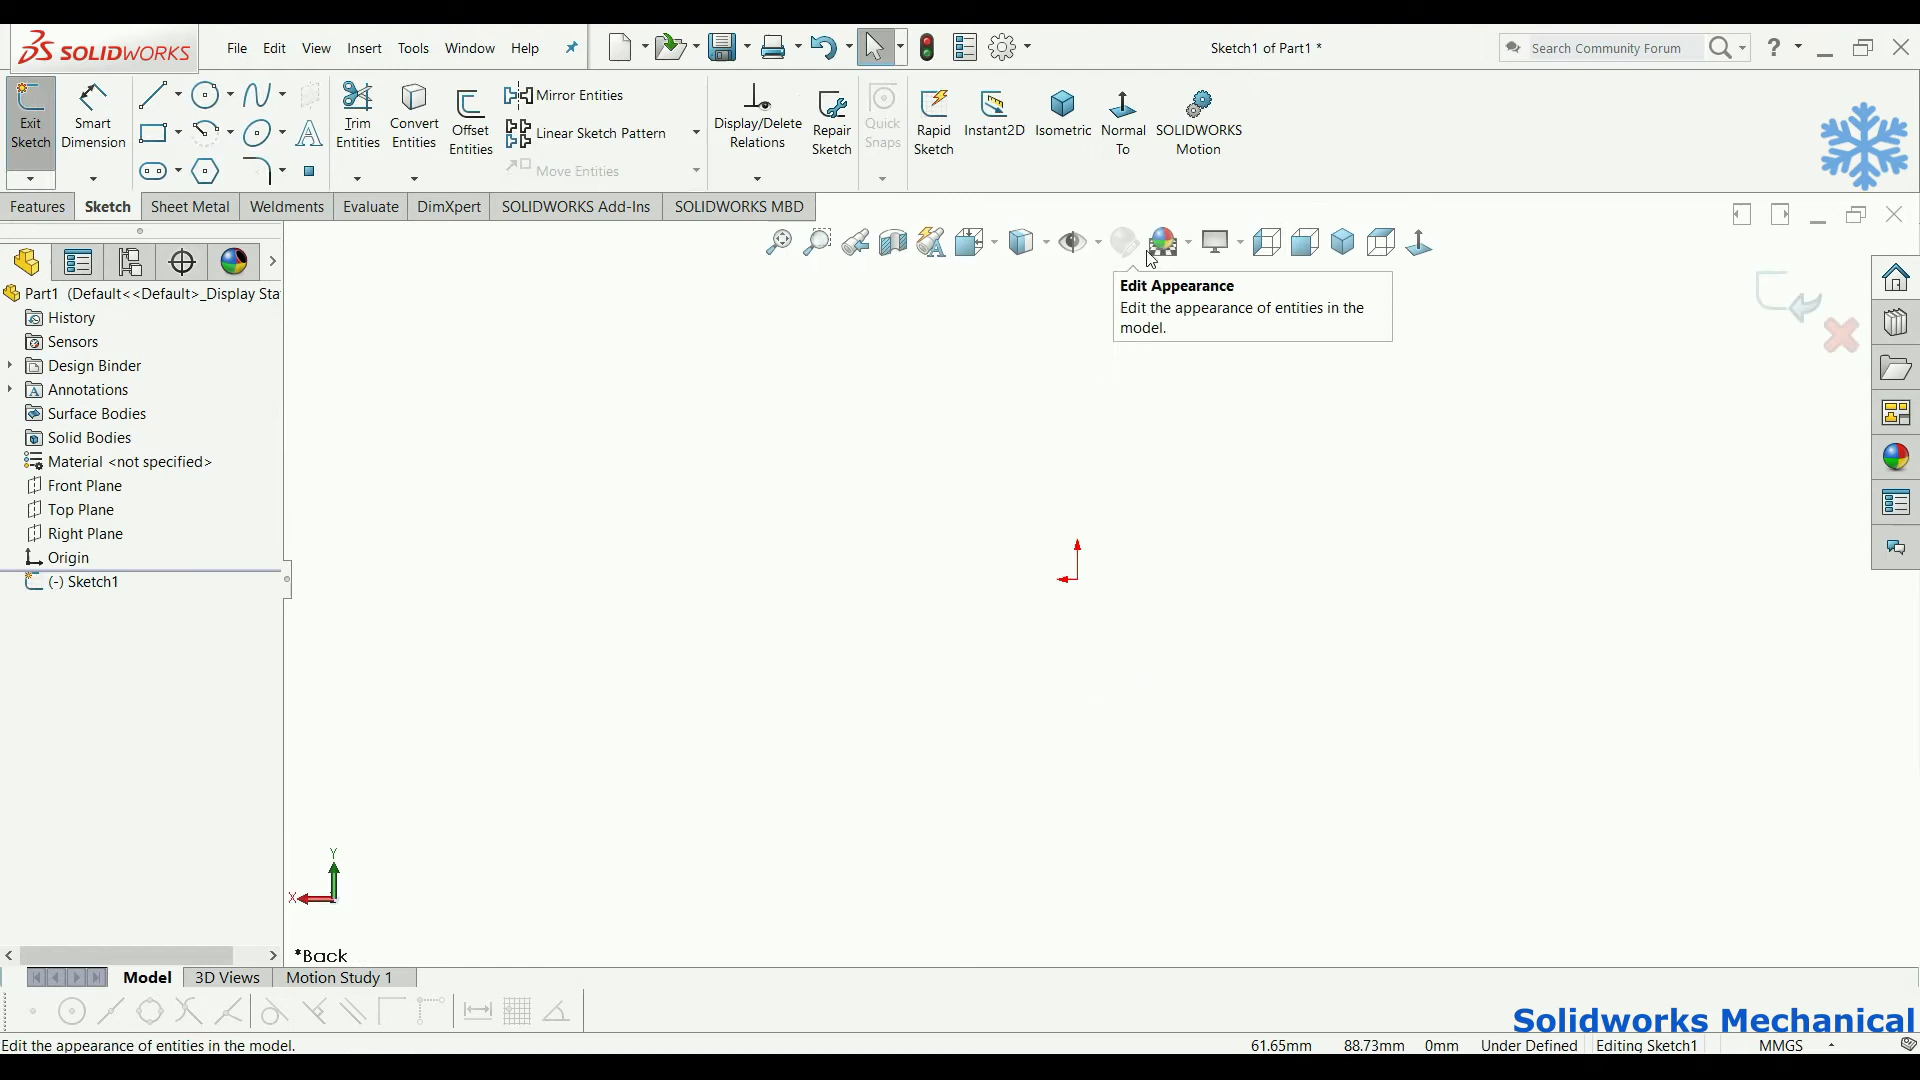 SOLIDWORKS
File Edit View Insert Tools Window Help
Sketch1 of Part1 *
Search Community Forum
?
Exit Sketch
Smart Dimension
Trim Entities
Convert Entities
Offset Entities
Mirror Entities
Linear Sketch Pattern
Move Entities
Display/Delete Relations
Repair Sketch
Quick Snaps
Rapid Sketch
Instant2D
Isometric
Normal To
SOLIDWORKS Motion
Features Sketch Sheet Metal Weldments Evaluate DimXpert SOLIDWORKS Add-Ins SOLIDWORKS MBD
Edit Appearance
Edit the appearance of entities in the
model.
Part1 (Default<<Default>_Display Sta
History
Sensors
Design Binder
Annotations
Surface Bodies
Solid Bodies
Material <not specified>
Front Plane
Top Plane
Right Plane
Origin
(-) Sketch1
Y
X
*Back
Model 3D Views Motion Study 1
Solidworks Mechanical
Edit the appearance of entities in the model.
61.65mm 88.73mm 0mm Under Defined Editing Sketch1 MMGS